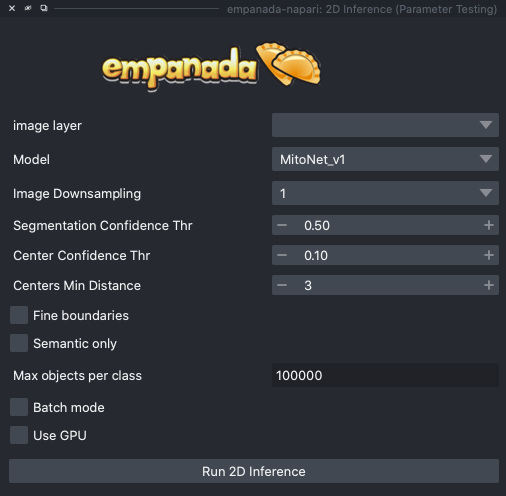 empanada-napari: 2D Inference (Parameter Testing)
empanada
image layer
Model MitoNet_v1
Image Downsampling 1
Segmentation Confidence Thr 0.50
Center Confidence Thr 0.10
Centers Min Distance 3
Fine boundaries
Semantic only
Max objects per class 100000
Batch mode
Use GPU
Run 2D Inference